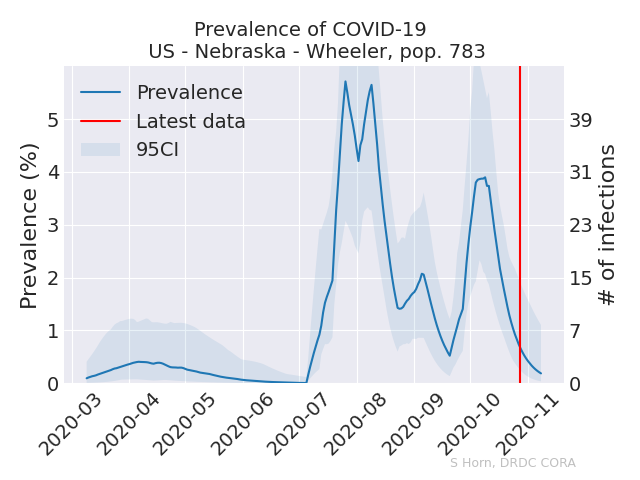 Prevalence of COVID-19
US - Nebraska - Wheeler, pop. 783
Prevalence
Latest data
95CI
Prevalence (%)
5
4
3
2
1
0
39
31
23
15
7
0
# of infections
2020-03
2020-04
2020-05
2020-06
2020-07
2020-08
2020-09
2020-10
2020-11
S Horn, DRDC CORA